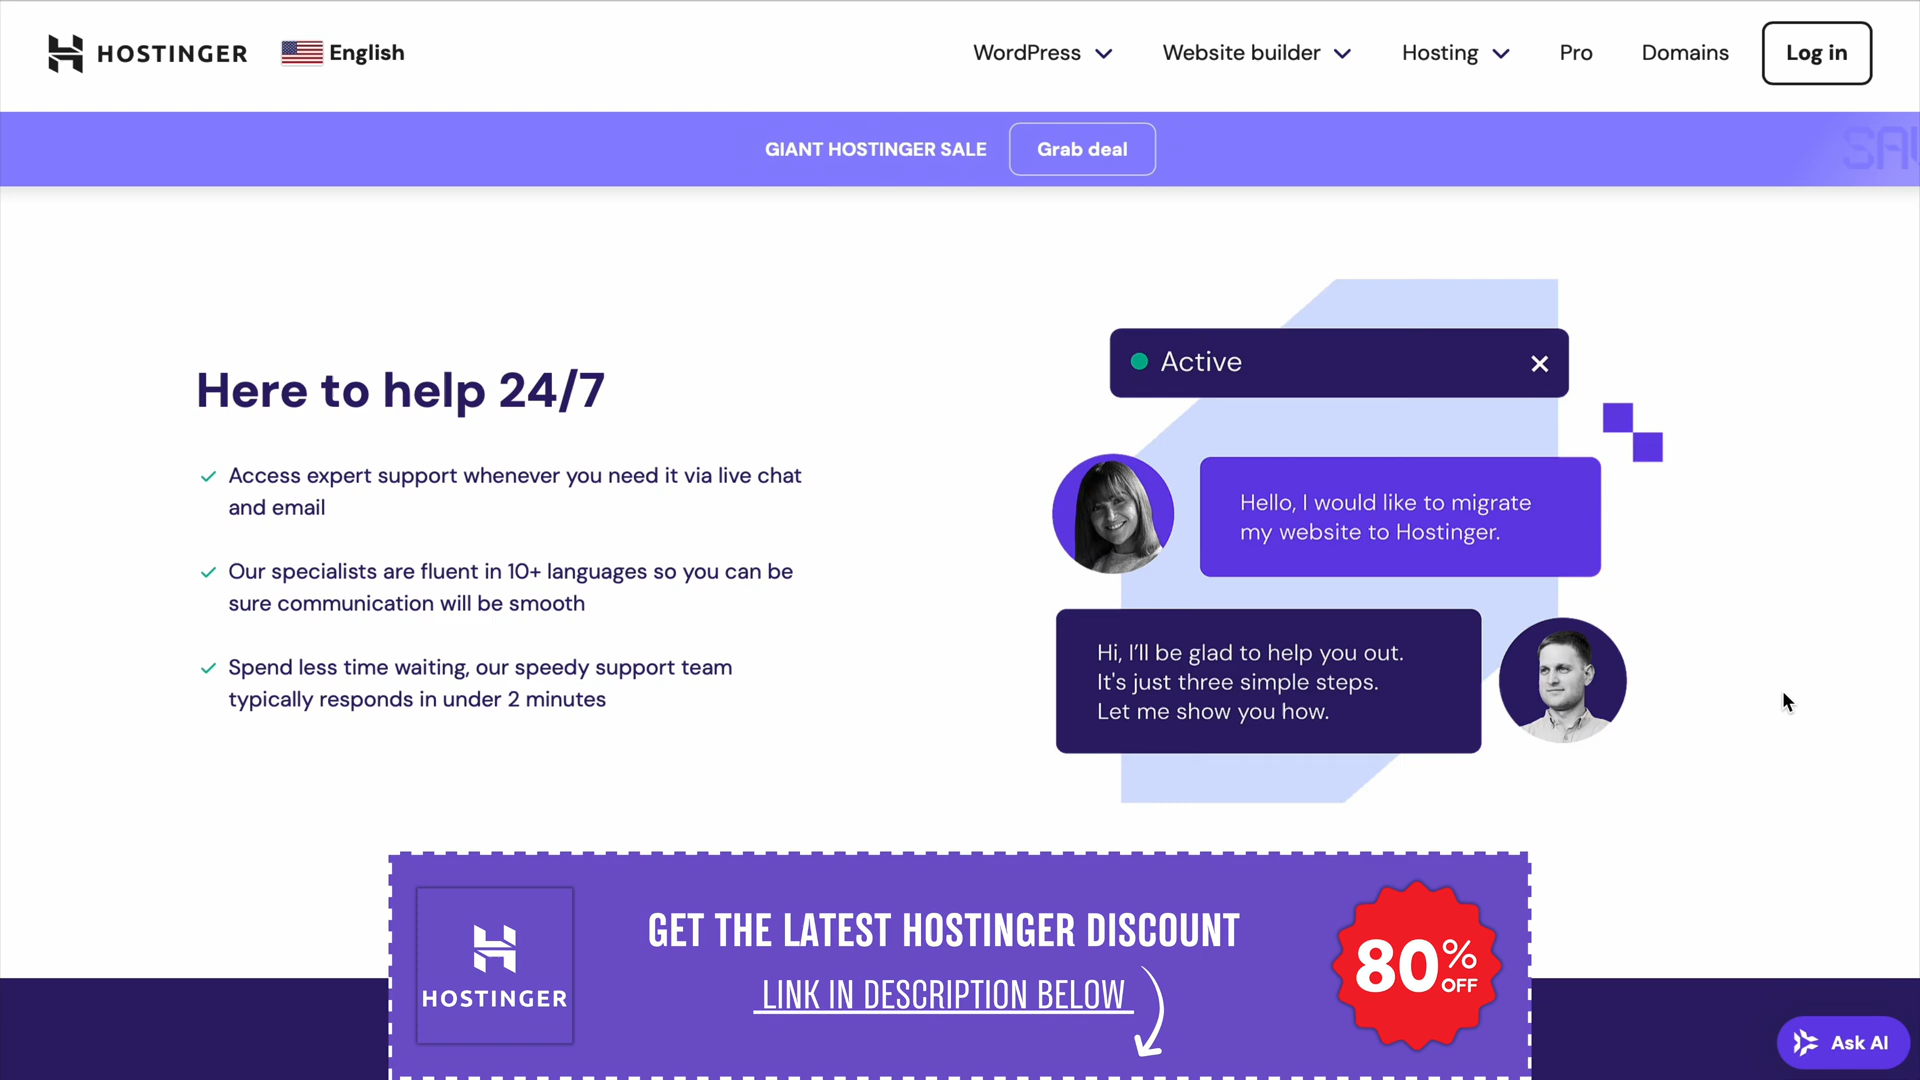 HOSTINGER
English
WordPress
Website builder
Hosting
Pro
Domains
Log in
GIANT HOSTINGER SALE
Grab deal
Here to help 24/7
Access expert support whenever you need it via live chat
and email
Our specialists are fluent in 10+ languages so you can be
sure communication will be smooth
Spend less time waiting, our speedy support team
typically responds in under 2 minutes
Active
Hello, I would like to migrate
my website to Hostinger.
Hi, I'll be glad to help you out.
It's just three simple steps.
Let me show you how.
HOSTINGER
GET THE LATEST HOSTINGER DISCOUNT
LINK IN DESCRIPTION BELOW
80% OFF
Ask AI